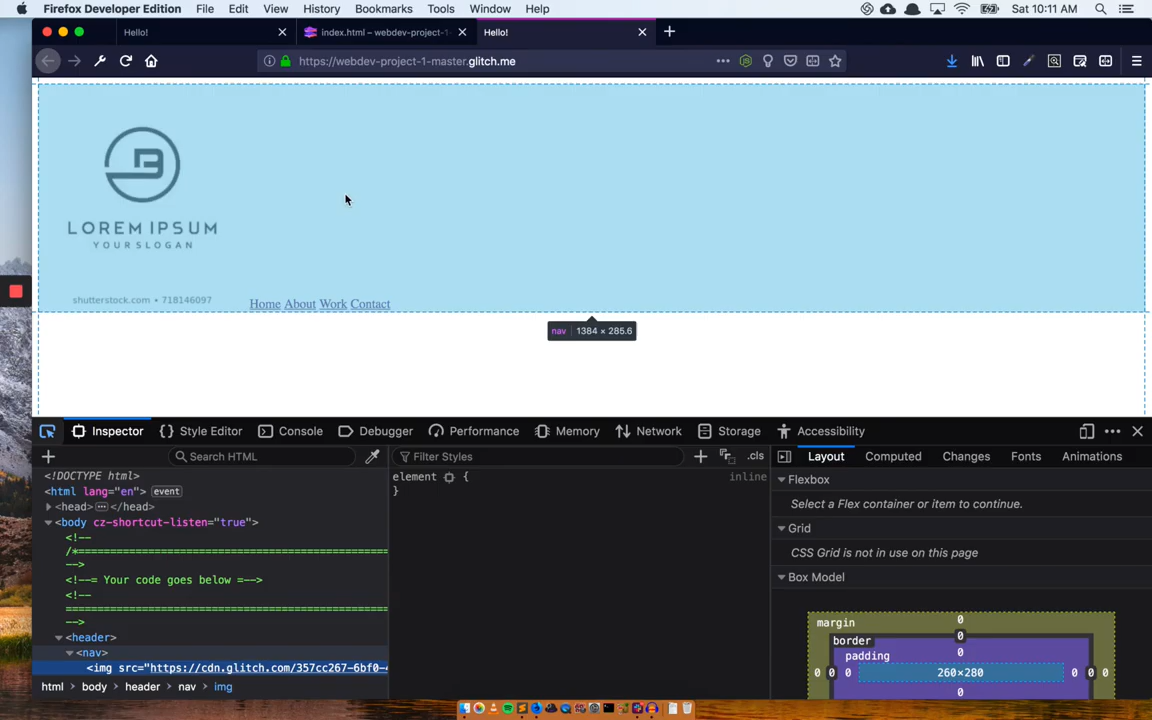 Firefox Developer Edition File Edit View History Bookmarks Tools Window Help Sat 10:11 AM
Hello! index.html – webdev-project-1- Hello!
https://webdev-project-1-master.glitch.me
B
LOREM IPSUM
YOUR SLOGAN
shutterstock.com • 718146097 Home About Work Contact
nav 1384 × 285.6
Inspector Style Editor Console Debugger Performance Memory Network Storage Accessibility
Search HTML Filter Styles .cls Layout Computed Changes Fonts Animations
<!DOCTYPE html>
<html lang="en"> event
<head> </head>
<body cz-shortcut-listen="true">
<!--
/*========================================
-->
<!--= Your code goes below =-->
<!--
========================================
-->
<header>
<nav>
<img src="https://cdn.glitch.com/357cc267-6bf0-4
html body header nav img
element {
inline
}
Flexbox
Select a Flex container or item to continue.
Grid
CSS Grid is not in use on this page
Box Model
margin 0
border 0
padding 0
0 0 0 260×280 0 0 0
0